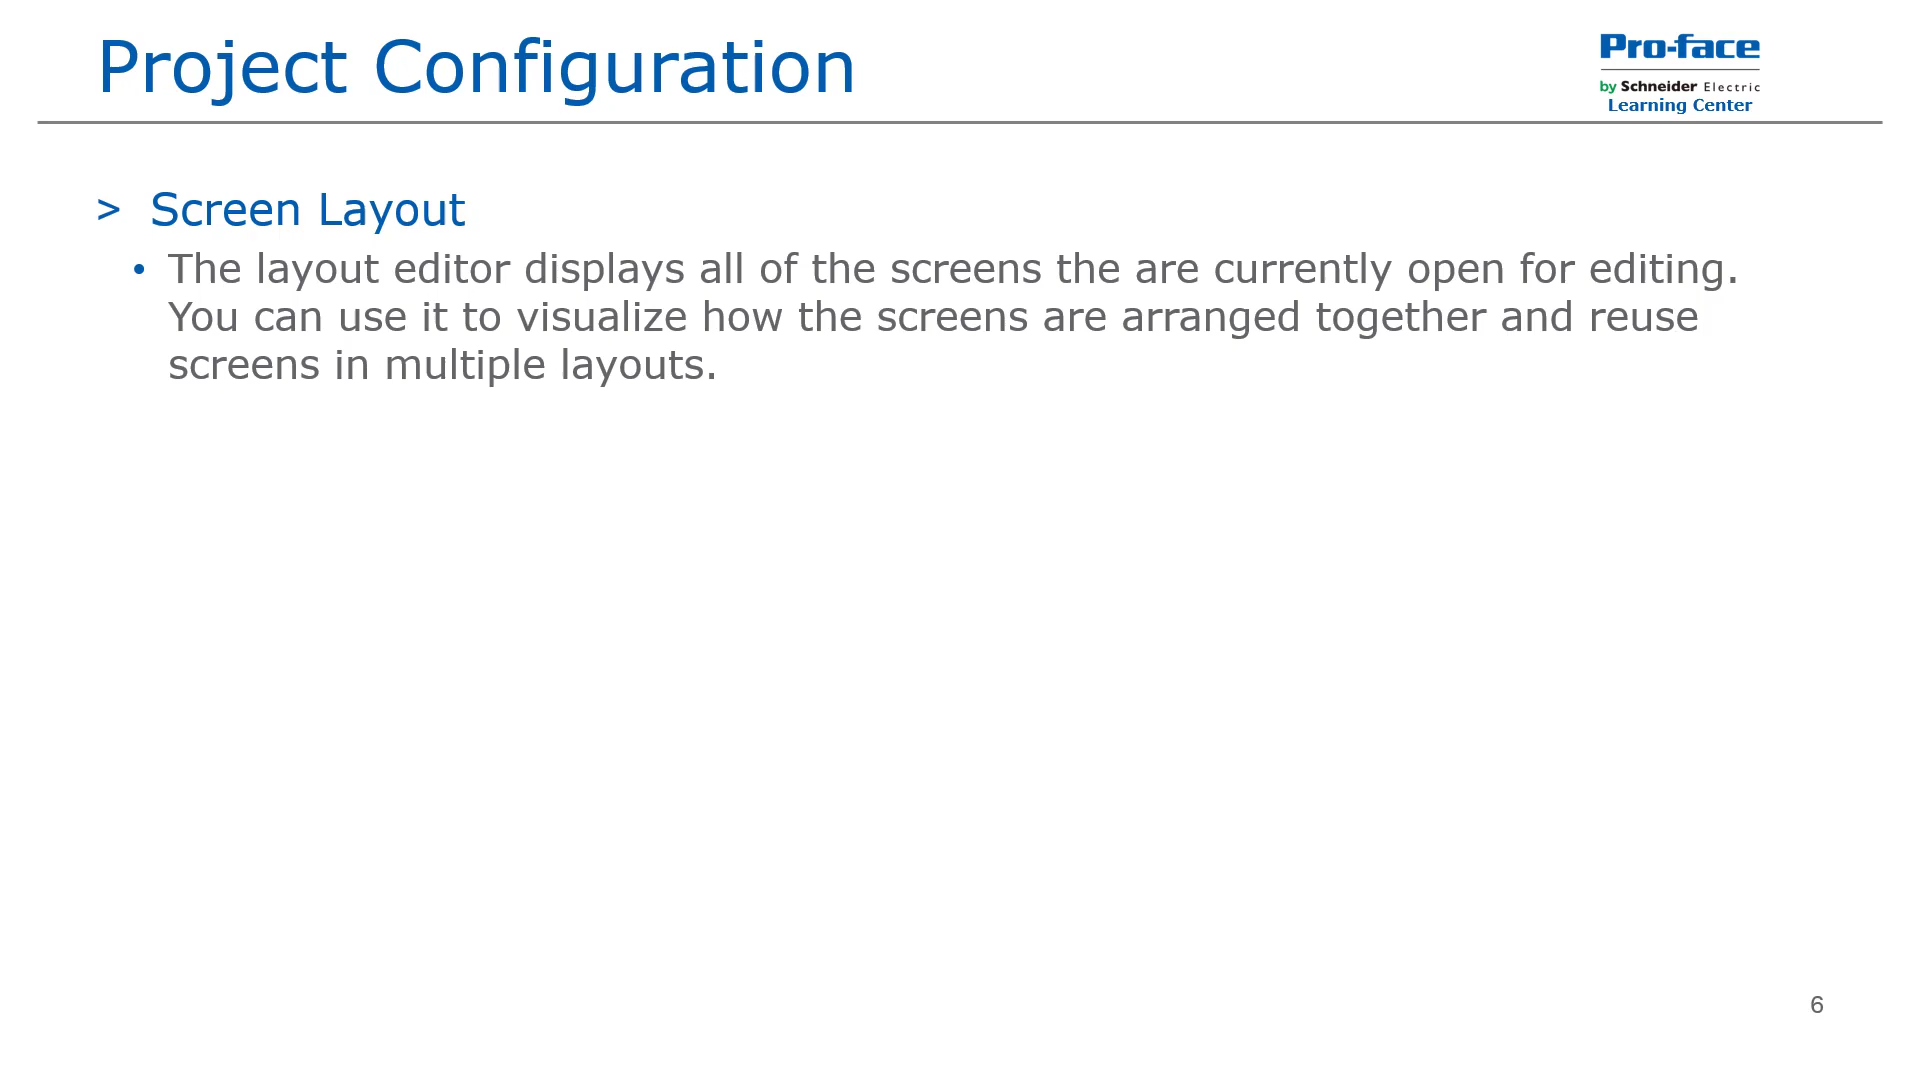 Project Configuration
Pro-face
by Schneider Electric
Learning Center
> Screen Layout
• The layout editor displays all of the screens the are currently open for editing.
You can use it to visualize how the screens are arranged together and reuse
screens in multiple layouts.
6